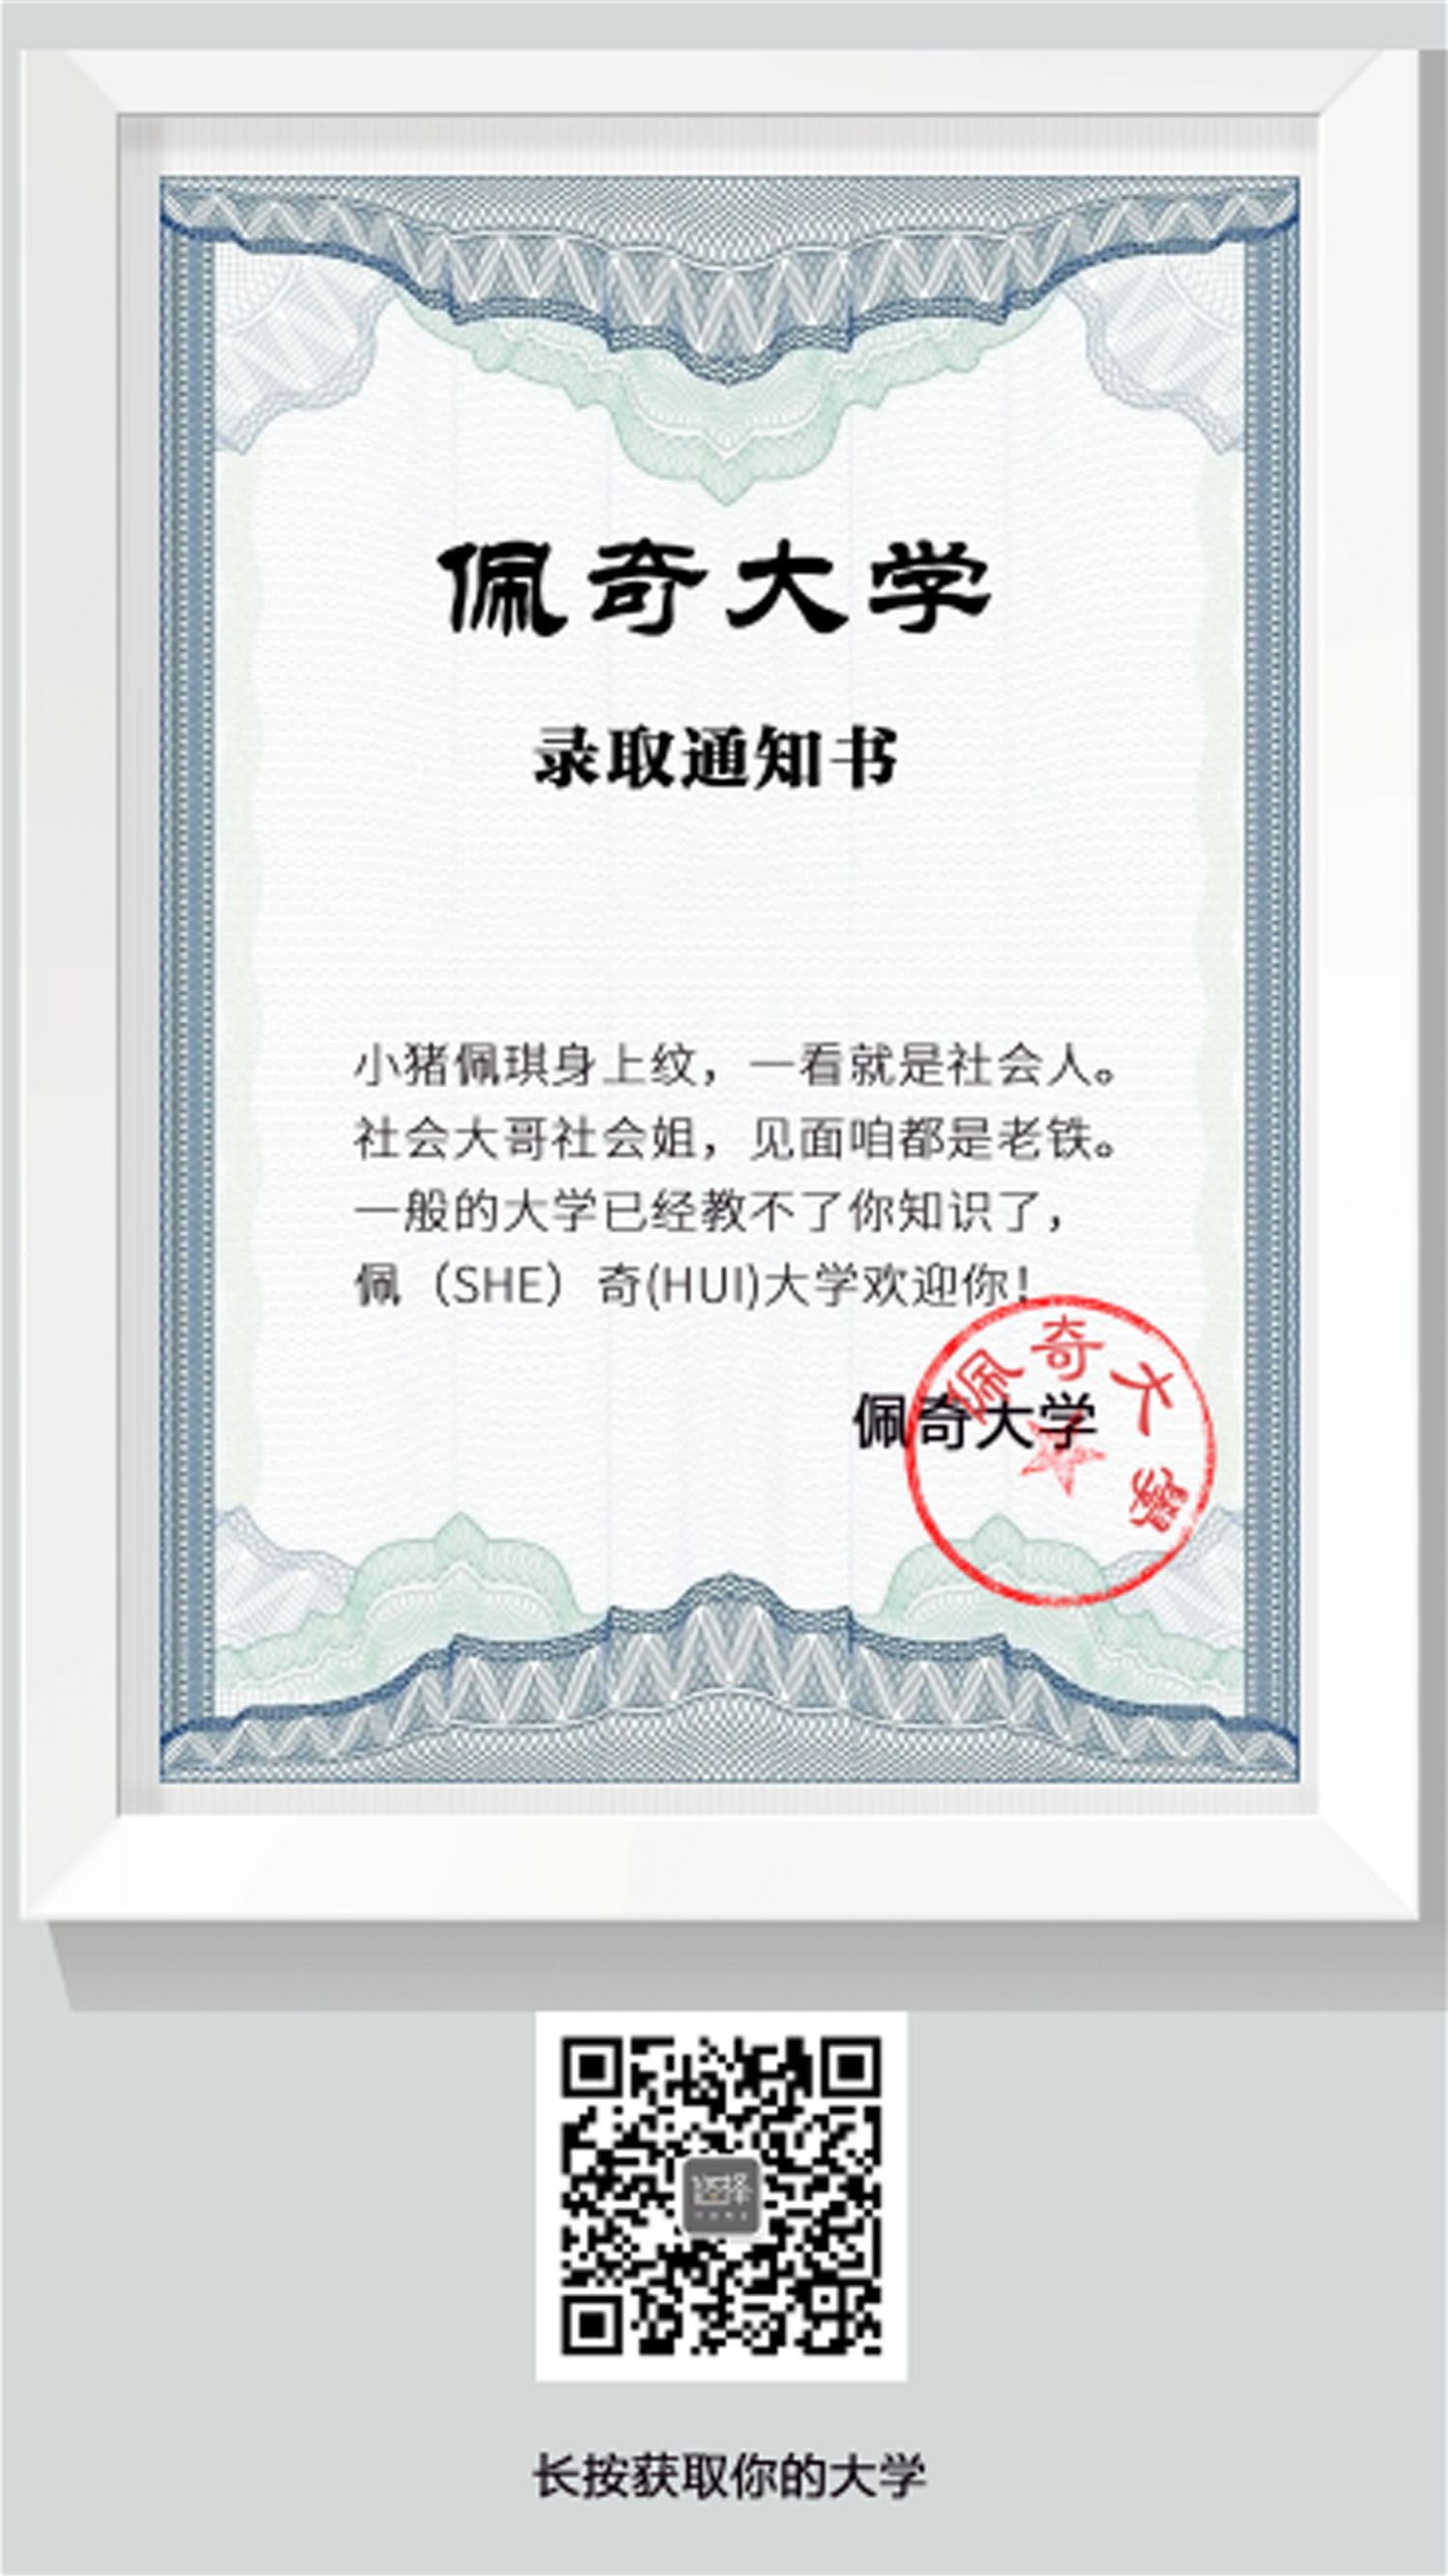 佩奇大学
录取通知书
小猪佩琪身上纹，一看就是社会人。
社会大哥社会姐，见面咱都是老铁。
一般的大学已经教不了你知识了，
佩（SHE）奇(HUI)大学欢迎你！
佩奇大學
佩奇大学
选择
长按获取你的大学